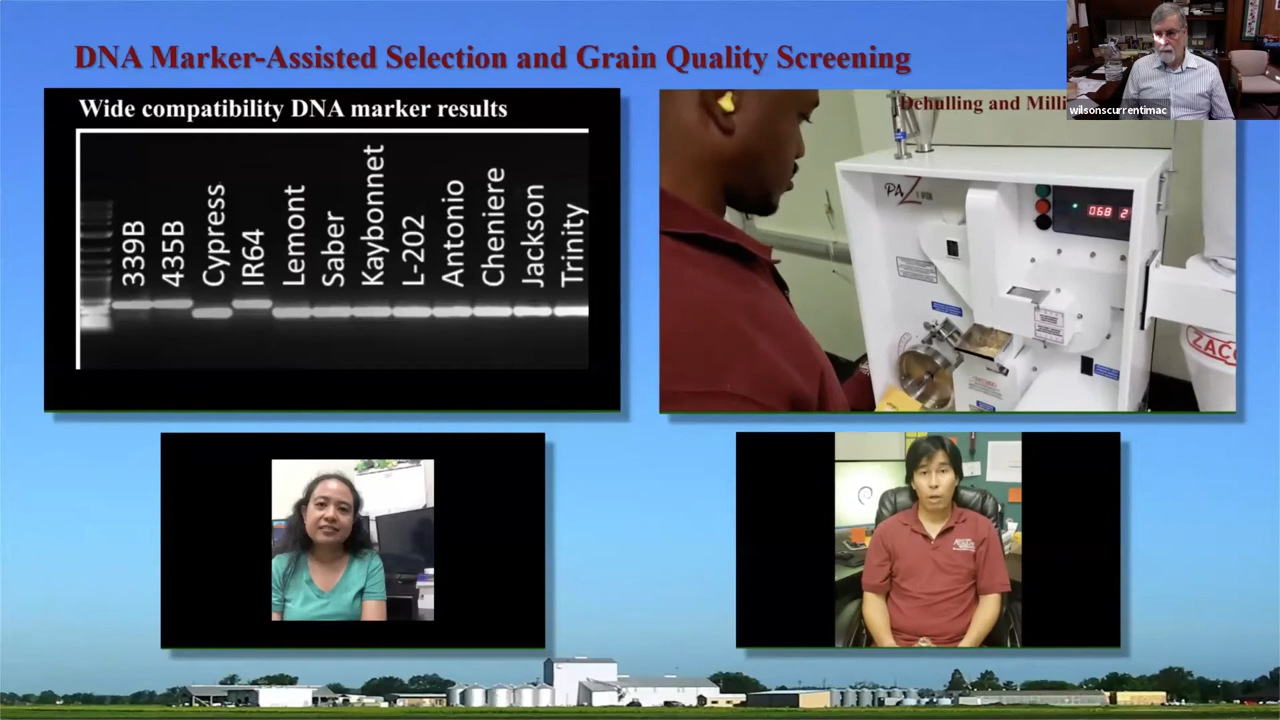 DNA Marker-Assisted Selection and Grain Quality Screening
wilsonscurrentimac
Wide compatibility DNA marker results
339B
435B
Cypress
IR64
Lemont
Saber
Kaybonnet
L-202
Antonio
Cheniere
Jackson
Trinity
Dehulling and Milli
PAZ
068 2
ZACC